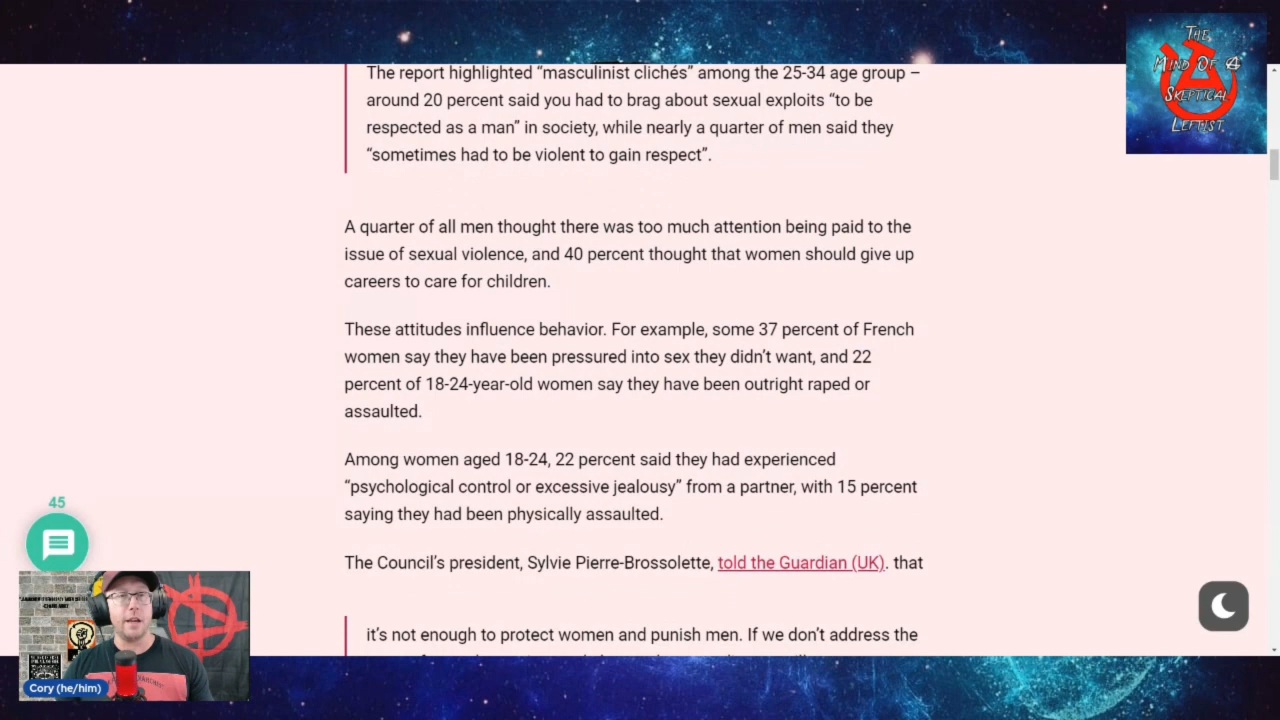 THE
MIND OF A
SKEPTICAL
LEFTIST
The report highlighted “masculinist clichés” among the 25-34 age group –
around 20 percent said you had to brag about sexual exploits “to be
respected as a man” in society, while nearly a quarter of men said they
“sometimes had to be violent to gain respect”.
A quarter of all men thought there was too much attention being paid to the
issue of sexual violence, and 40 percent thought that women should give up
careers to care for children.
These attitudes influence behavior. For example, some 37 percent of French
women say they have been pressured into sex they didn’t want, and 22
percent of 18-24-year-old women say they have been outright raped or
assaulted.
Among women aged 18-24, 22 percent said they had experienced
“psychological control or excessive jealousy” from a partner, with 15 percent
saying they had been physically assaulted.
The Council’s president, Sylvie Pierre-Brossolette, told the Guardian (UK). that
it’s not enough to protect women and punish men. If we don’t address the
45
Cory (he/him)